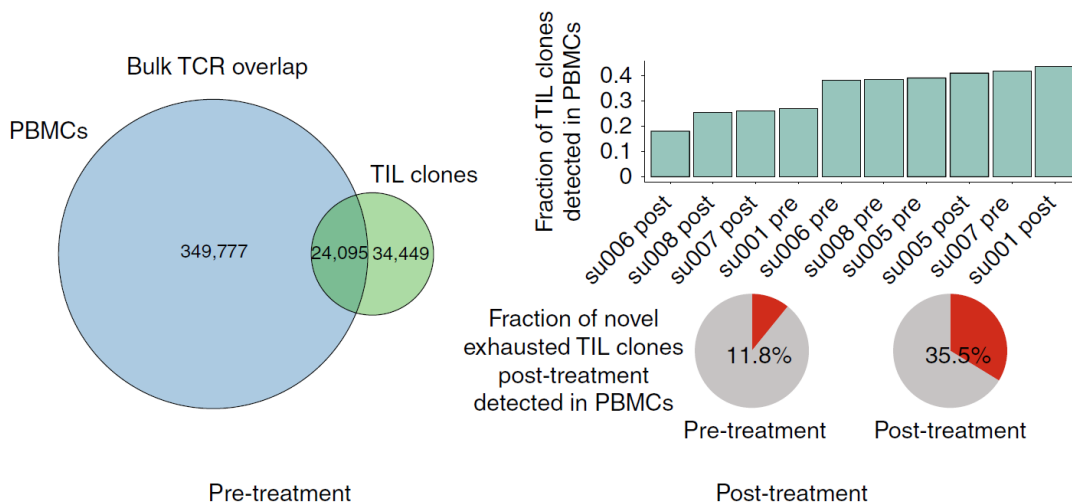 Bulk TCR overlap
PBMCs
TIL clones
349,777
24,095
34,449
Fraction of TIL clones
detected in PBMCs
0.4
0.3
0.2
0.1
0
su006 post
su008 post
su007 post
su001 pre
su006 pre
su008 pre
su005 pre
su005 post
su007 pre
su001 post
Fraction of novel
exhausted TIL clones
post-treatment
detected in PBMCs
11.8%
35.5%
Pre-treatment
Post-treatment
Pre-treatment
Post-treatment